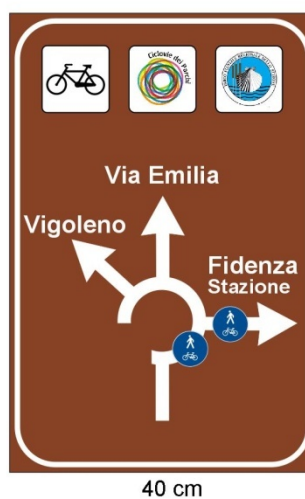 Ciclovie dei Parchi
Via Emilia
Vigoleno
Fidenza
Stazione
40 cm